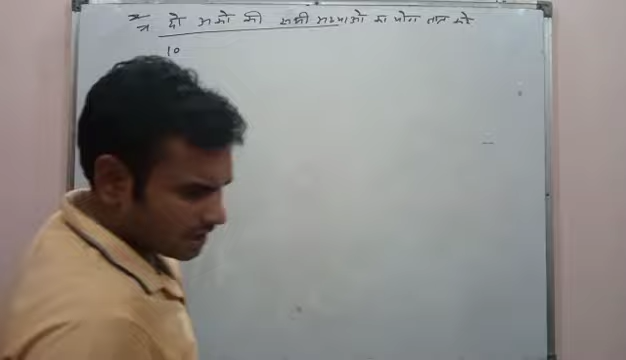 दो अंको की सभी संख्याओ का योग ज्ञात करे
10